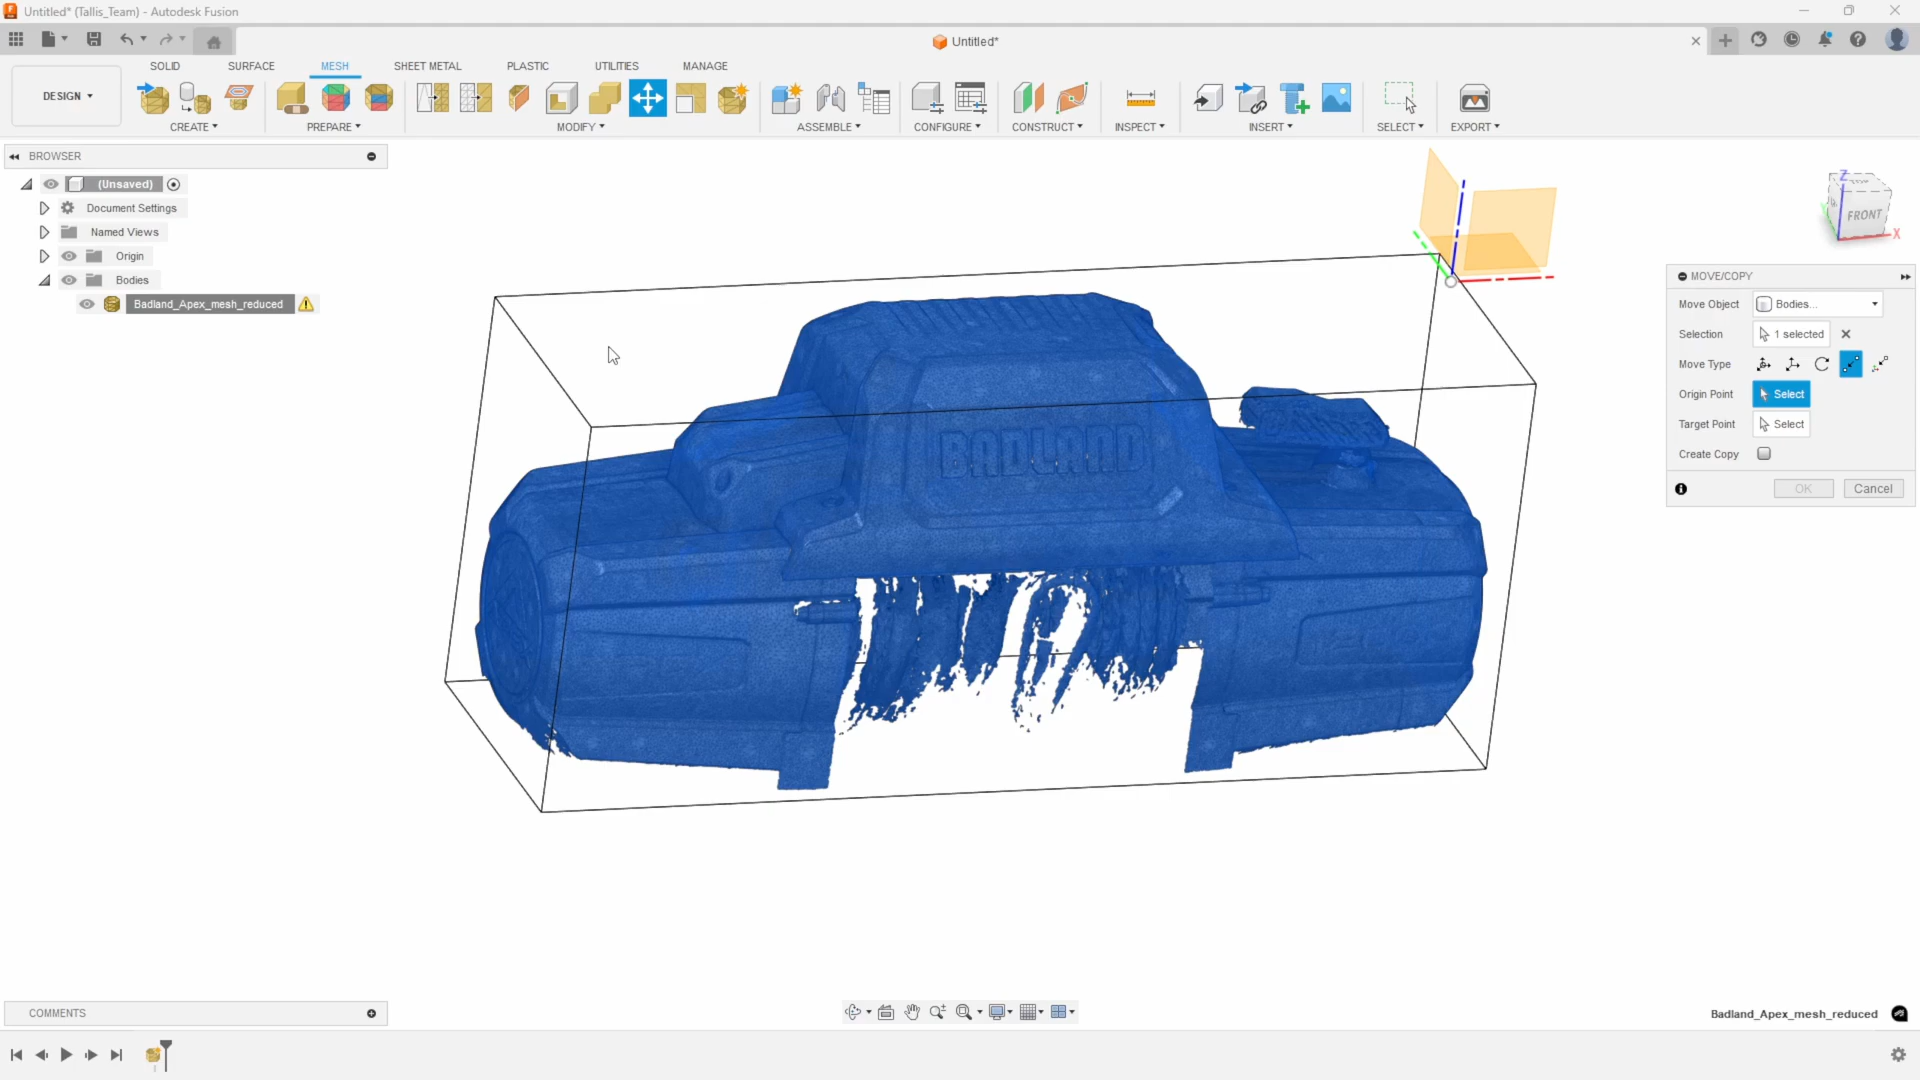 Untitled* (Tallis_Team) - Autodesk Fusion
Untitled*
SOLID SURFACE MESH SHEET METAL PLASTIC UTILITIES MANAGE
DESIGN
CREATE PREPARE MODIFY ASSEMBLE CONFIGURE CONSTRUCT INSPECT INSERT SELECT EXPORT
BROWSER
(Unsaved)
Document Settings
Named Views
Origin
Bodies
Badland_Apex_mesh_reduced
FRONT
Z
X
MOVE/COPY
Move Object Bodies...
Selection 1 selected
Move Type
Origin Point Select
Target Point Select
Create Copy
OK Cancel
BADLAND
COMMENTS
Badland_Apex_mesh_reduced